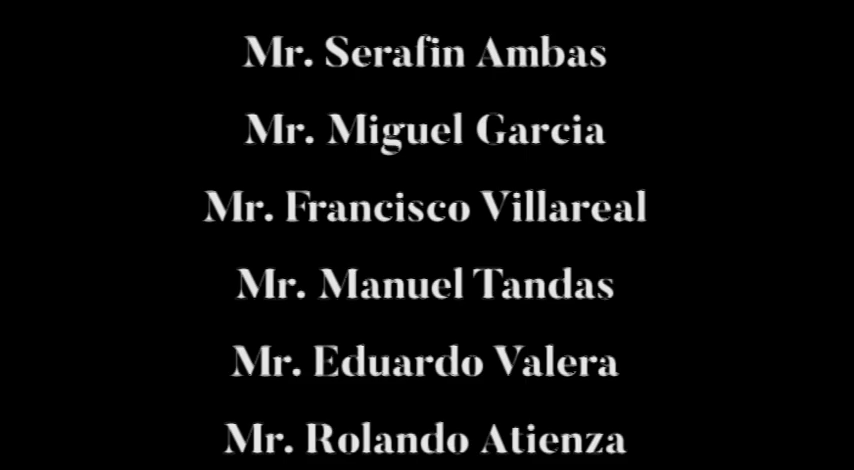 Mr. Serafin Ambas
Mr. Miguel Garcia
Mr. Francisco Villareal
Mr. Manuel Tandas
Mr. Eduardo Valera
Mr. Rolando Atienza